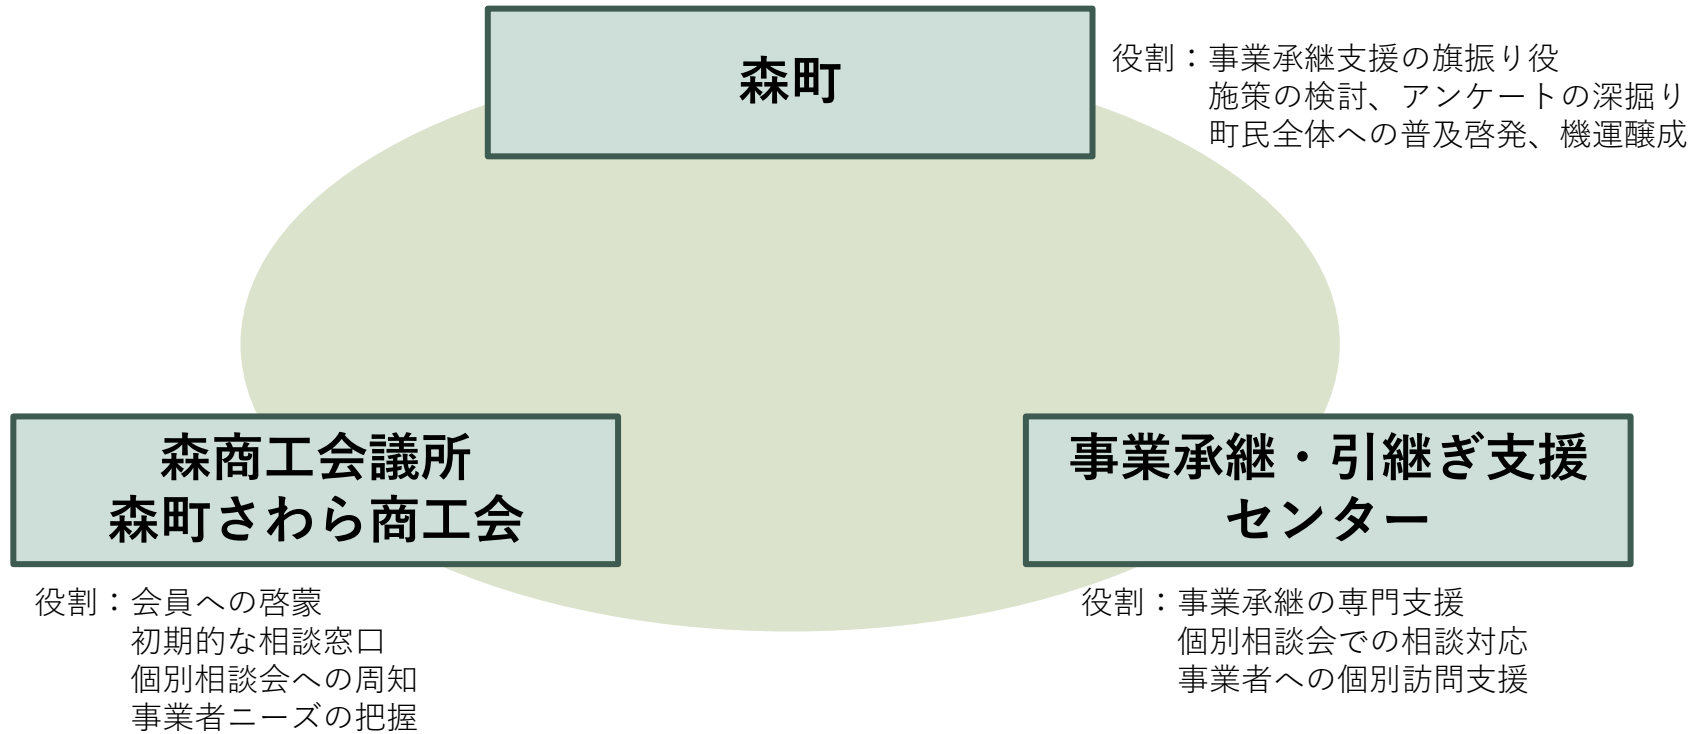 森町
役割：事業承継支援の旗振り役
施策の検討、アンケートの深掘り
町民全体への普及啓発、機運醸成
森商工会議所
森町さわら商工会
役割：会員への啓蒙
初期的な相談窓口
個別相談会への周知
事業者ニーズの把握
事業承継・引継ぎ支援
センター
役割：事業承継の専門支援
個別相談会での相談対応
事業者への個別訪問支援